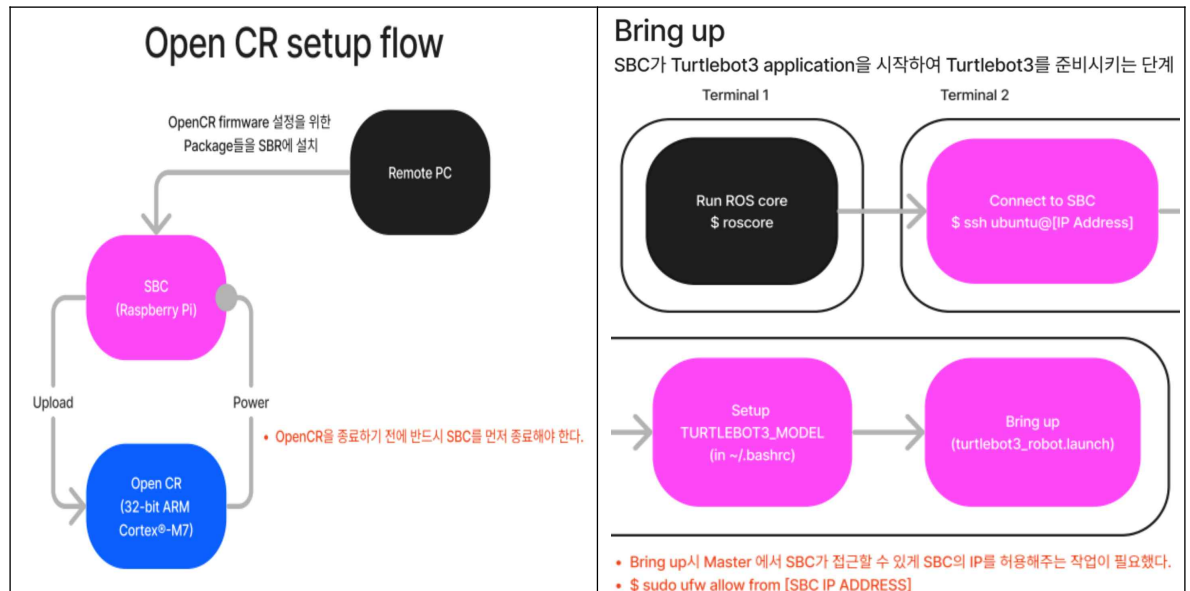 Open CR setup flow
OpenCR firmware 설정을 위한
Package들을 SBR에 설치
Remote PC
SBC
(Raspberry Pi)
Upload
Power
• OpenCR을 종료하기 전에 반드시 SBC를 먼저 종료해야 한다.
Open CR
(32-bit ARM
Cortex®-M7)
Bring up
SBC가 Turtlebot3 application을 시작하여 Turtlebot3를 준비시키는 단계
Terminal 1
Terminal 2
Run ROS core
$ roscore
Connect to SBC
$ ssh ubuntu@[IP Address]
Setup
TURTLEBOT3_MODEL
(in ~/.bashrc)
Bring up
(turtlebot3_robot.launch)
• Bring up시 Master 에서 SBC가 접근할 수 있게 SBC의 IP를 허용해주는 작업이 필요했다.
• $ sudo ufw allow from [SBC IP ADDRESS]